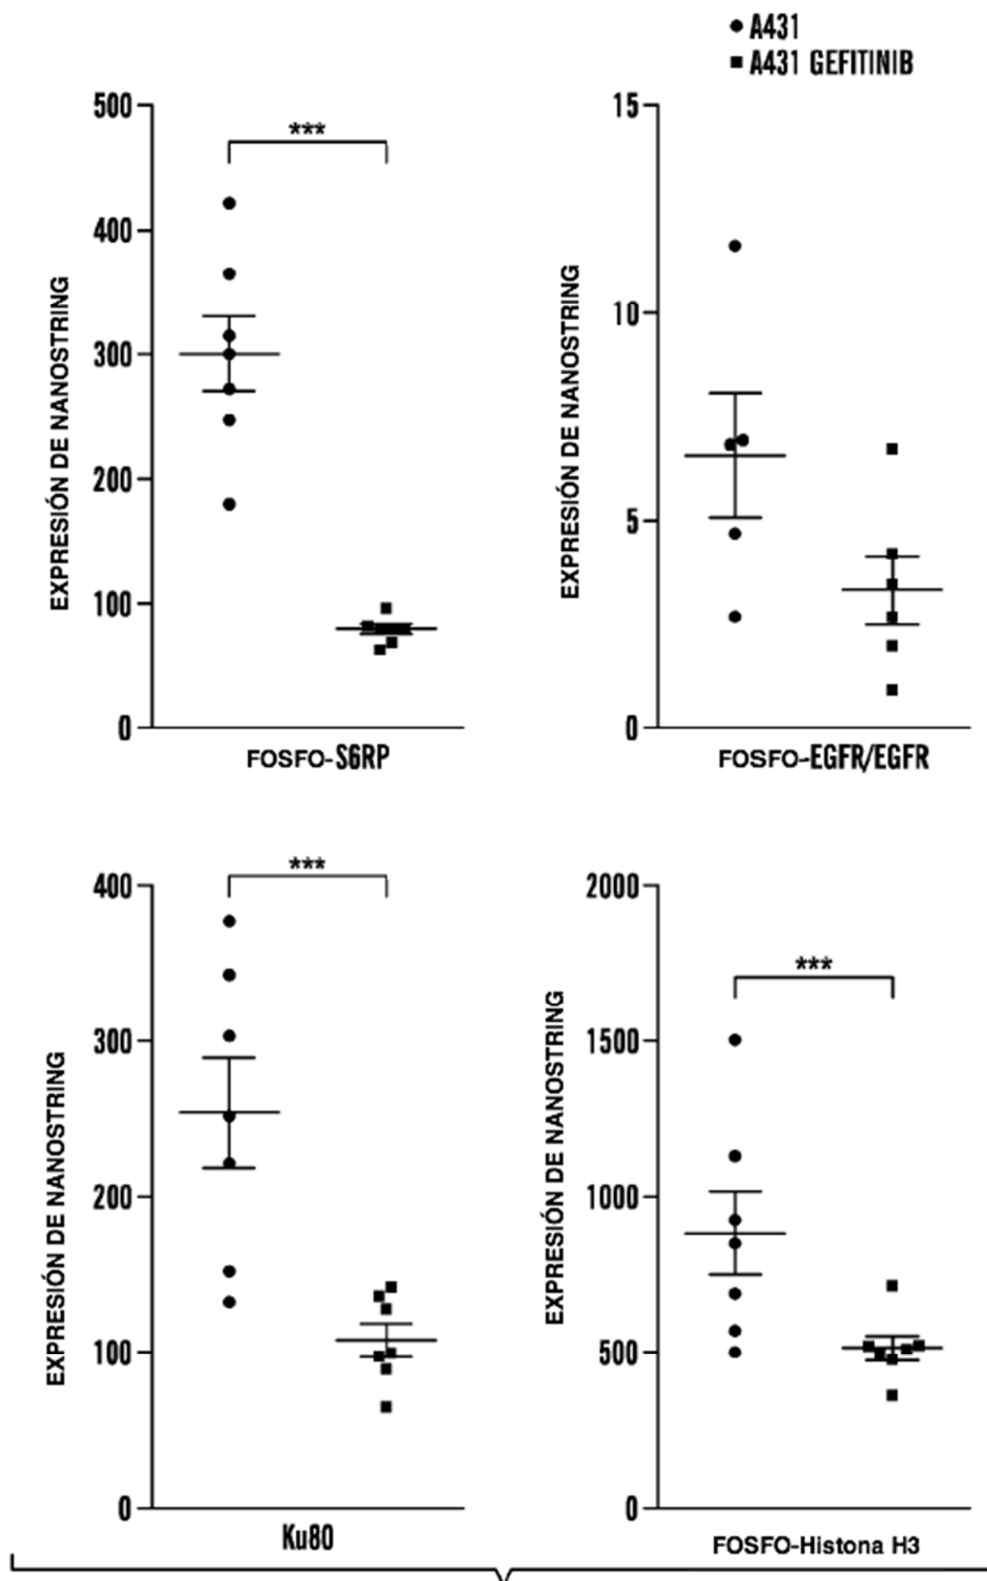 ● A431
■ A431 GEFITINIB
EXPRESIÓN DE NANOSTRING
500
400
300
200
100
0
***
FOSFO-S6RP
EXPRESIÓN DE NANOSTRING
15
10
5
0
FOSFO-EGFR/EGFR
EXPRESIÓN DE NANOSTRING
400
300
200
100
0
***
Ku80
EXPRESIÓN DE NANOSTRING
2000
1500
1000
500
0
***
FOSFO-Histona H3